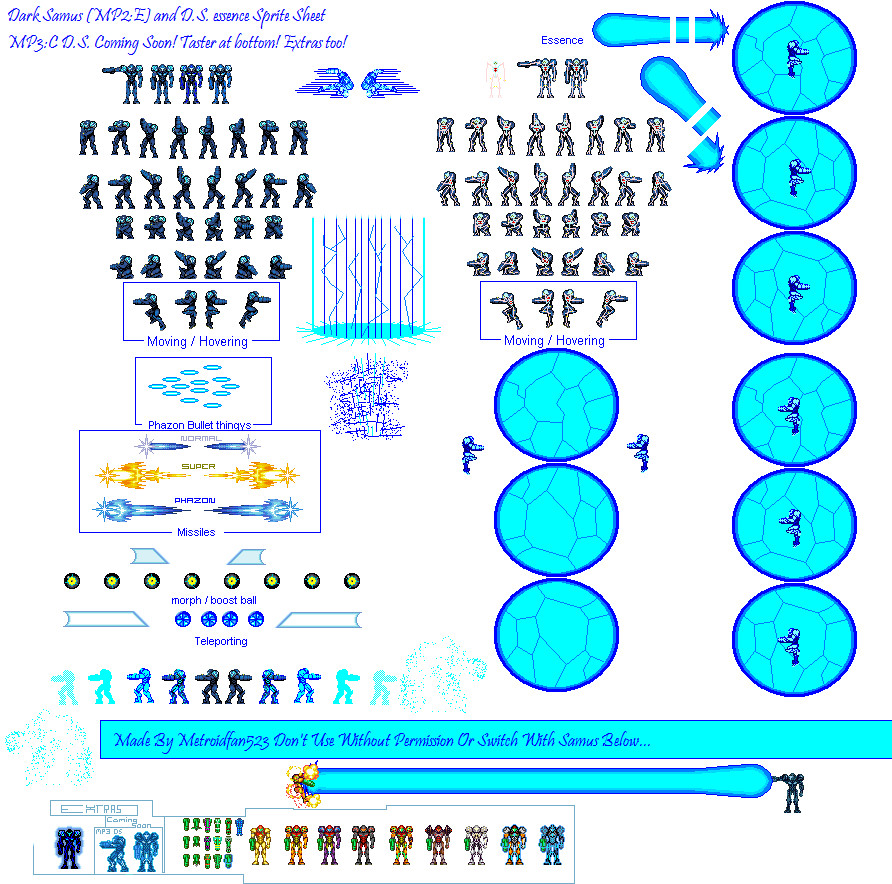 Dark Samus (MP2:E) and D.S. essence Sprite Sheet
MP3:C D.S. Coming Soon! Taster at bottom! Extras too!
Essence
Moving / Hovering
Moving / Hovering
Phazon Bullet thingys
NORMAL
SUPER
PHAZON
Missiles
morph / boost ball
Teleporting
Made By Metroidfan523 Don't Use Without Permission Or Switch With Samus Below...
EXTRAS
Coming
Soon
MP3 DS